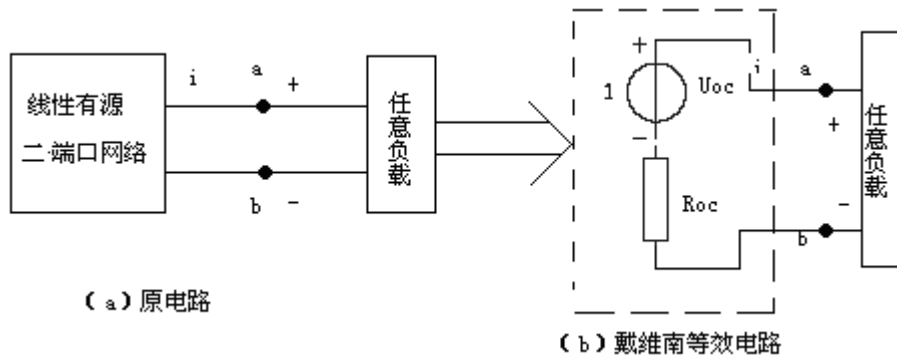 线性有源
二端口网络
i
a
+
b
-
任意负载
+
1
Uoc
-
Roc
i
a
+
-
b
任意负载
（a）原电路
（b）戴维南等效电路